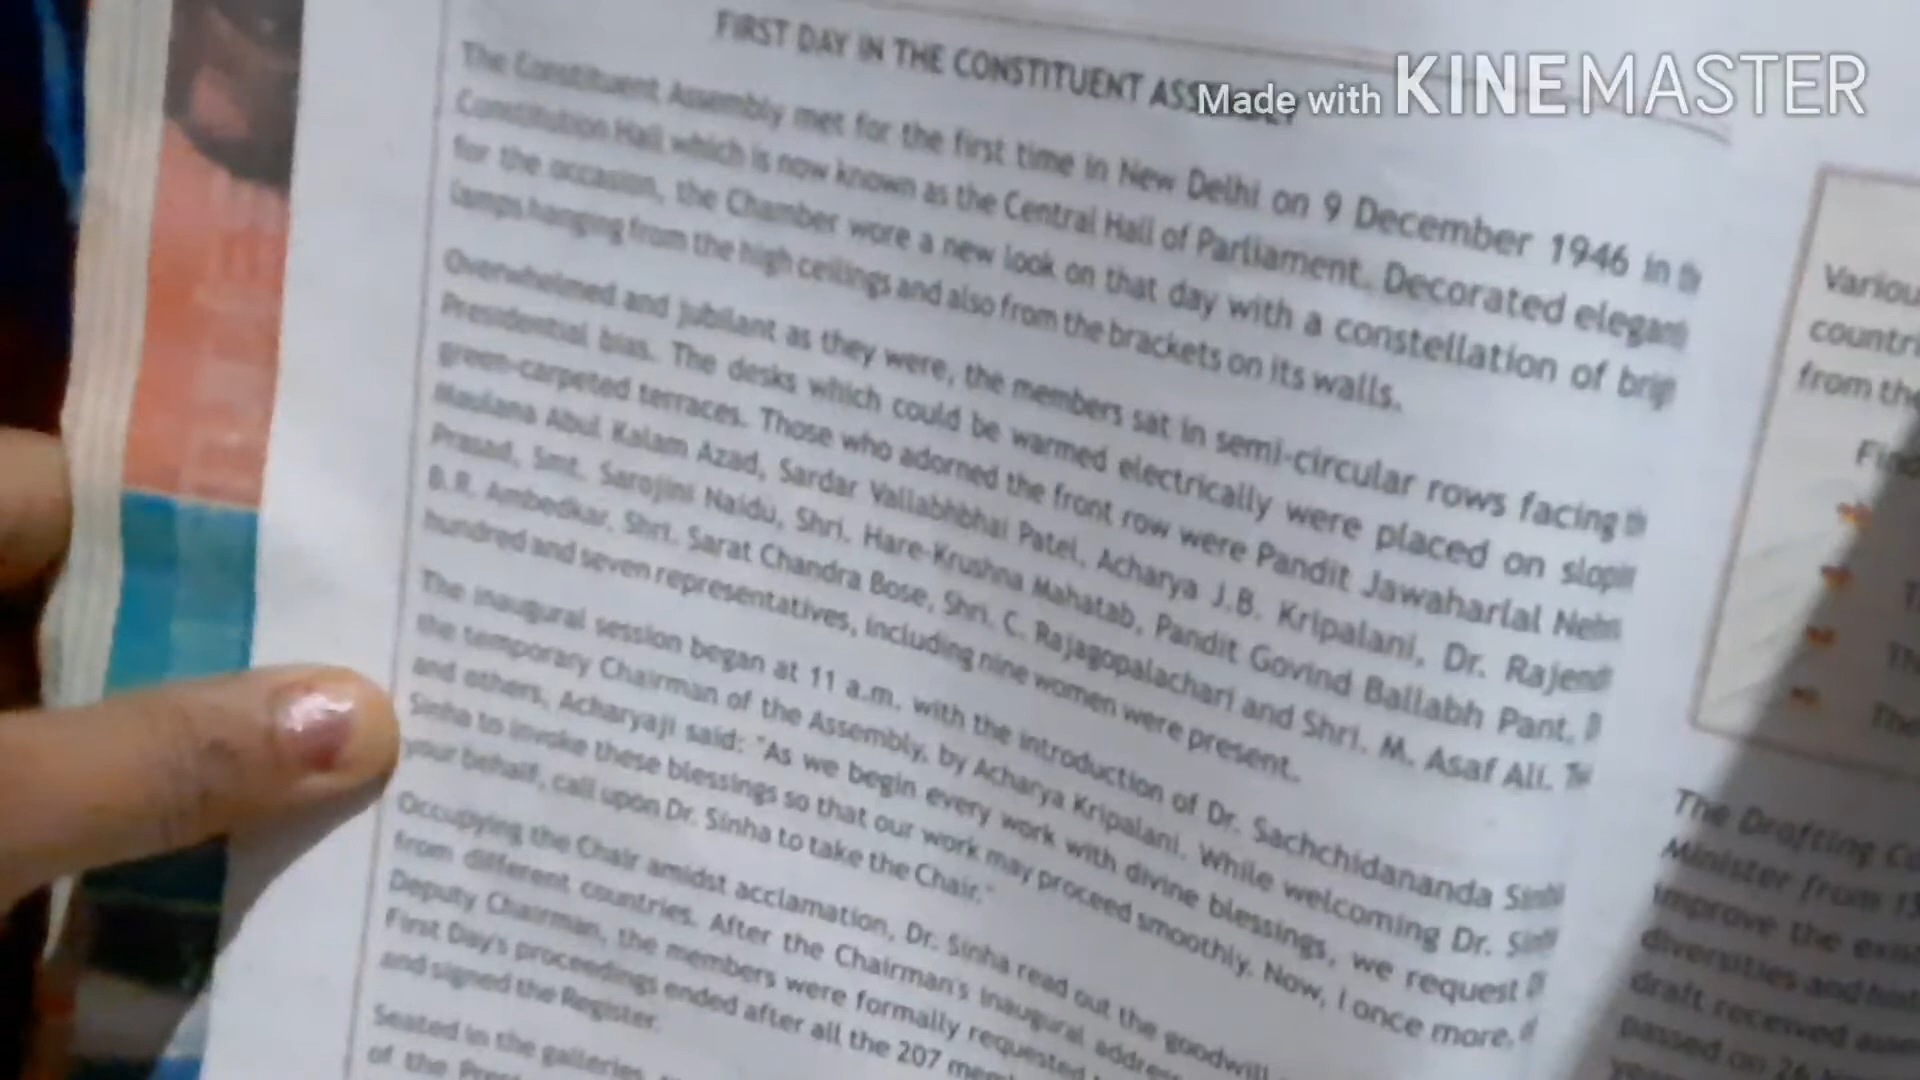 FIRST DAY IN THE CONSTITUENT
Made with KINEMASTER
The Constituent Assembly met for the first time in New Delhi on 9 December 1946 in
Constitution Hall which is now known as the Central Hall of Parliament. Decorated
for the occasion, the Chamber wore a new look on that day with a constellation of
lamps hanging from the high ceilings and also from the brackets on its walls.
Overwhelmed and jubilant as they were, the members sat in semi-circular rows facing
Presidential bias. The desks which could be warmed electrically were placed on
green-carpeted terraces. Those who adorned the front row were Pandit Jawaharlal
Maulana Abul Kalam Azad, Sardar Vallabhbhai Patel, Acharya J.B. Kripalani, Dr.
Prasad, Smt. Sarojini Naidu, Shri. Hare-Krushna Mahatab, Pandit Govind Ballabh Pant,
B.R. Ambedkar, Shri. Sarat Chandra Bose, Shri. C. Rajagopalachari and Shri. M. Asaf Ali.
hundred and seven representatives, including nine women were present.
The inaugural session began at 11 a.m. with the introduction of Dr. Sachchidananda
the temporary Chairman of the Assembly, by Acharya Kripalani. While welcoming Dr.
and others, Acharyaji said: "As we begin every work with divine blessings, we request
Sinha to invoke these blessings so that our work may proceed smoothly. Now, I once more,
your behalf, call upon Dr. Sinha to take the Chair."
Occupying the Chair amidst acclamation, Dr. Sinha read out the goodwill
from different countries. After the Chairman's inaugural
Deputy Chairman, the members were formally requested
First Day's proceedings ended after all the 207
and signed the Register.
Seated in the galleries,
of the
from
The Drafting
Minister from
improve the
diversities and
draft received
passed on 26